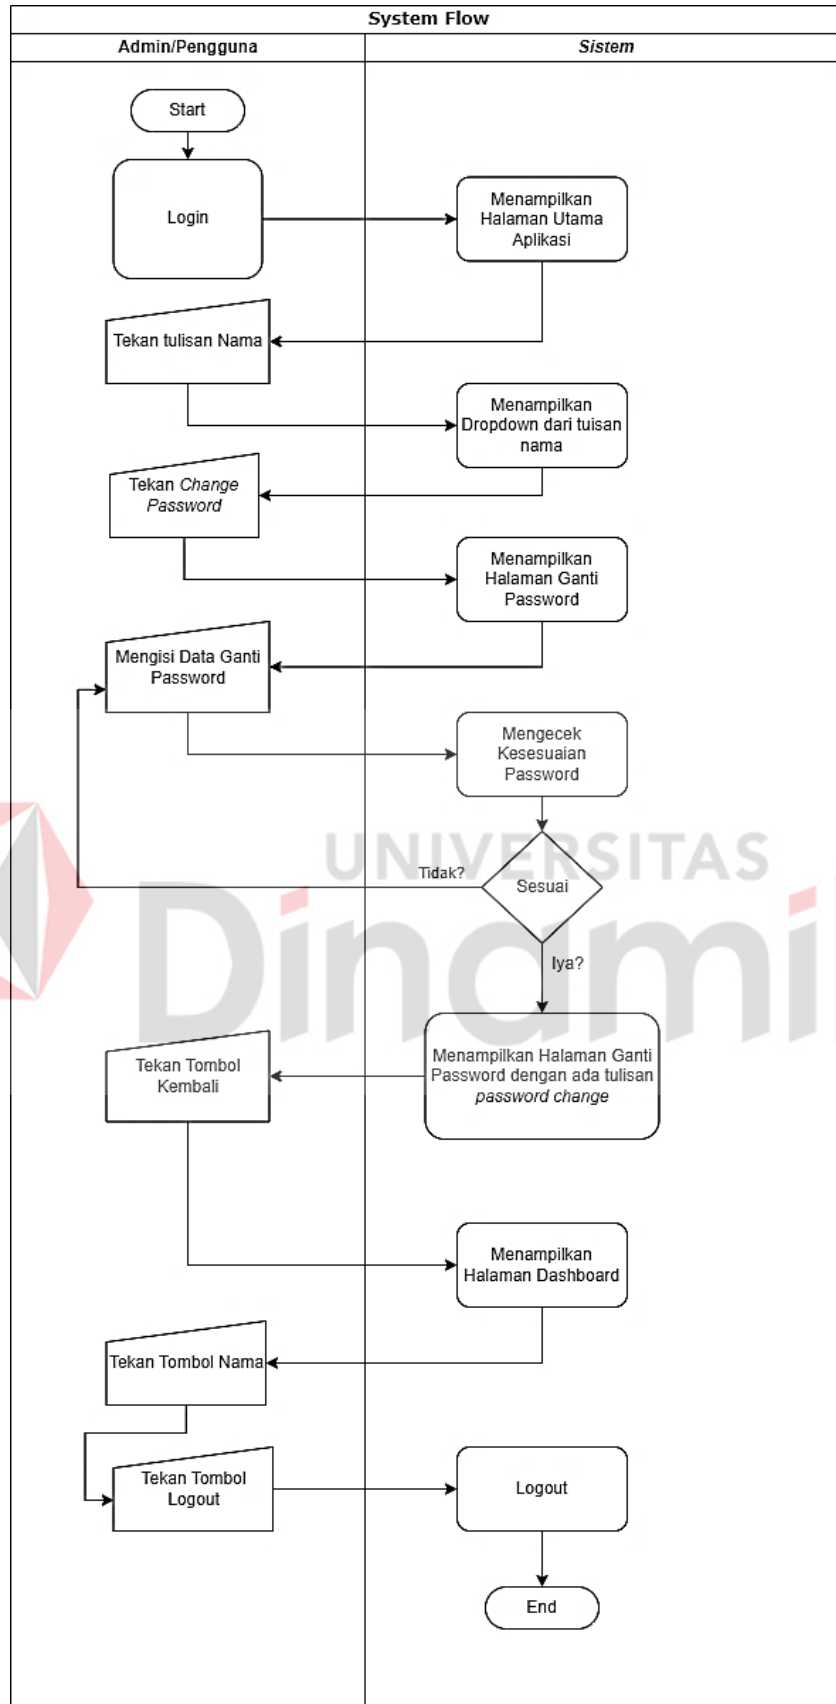 System Flow
Admin/Pengguna
Sistem
Start
Login
Menampilkan
Halaman Utama
Aplikasi
Tekan tulisan Nama
Menampilkan
Dropdown dari tuisan
nama
Tekan Change
Password
Menampilkan
Halaman Ganti
Password
Mengisi Data Ganti
Password
Mengecek
Kesesuaian
Password
UNIVERSITAS
Dinami
Tidak?
Sesuai
Iya?
Menampilkan Halaman Ganti
Password dengan ada tulisan
password change
Tekan Tombol
Kembali
Menampilkan
Halaman Dashboard
Tekan Tombol Nama
Tekan Tombol
Logout
Logout
End